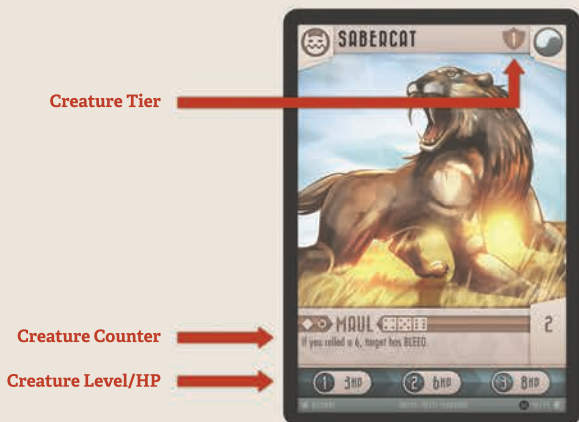 SABERCAT
1
Creature Tier
MAUL
2
If you rolled a 6, target has BLEED.
Creature Counter
Creature Level/HP
1 3HP 2 6HP 3 8HP